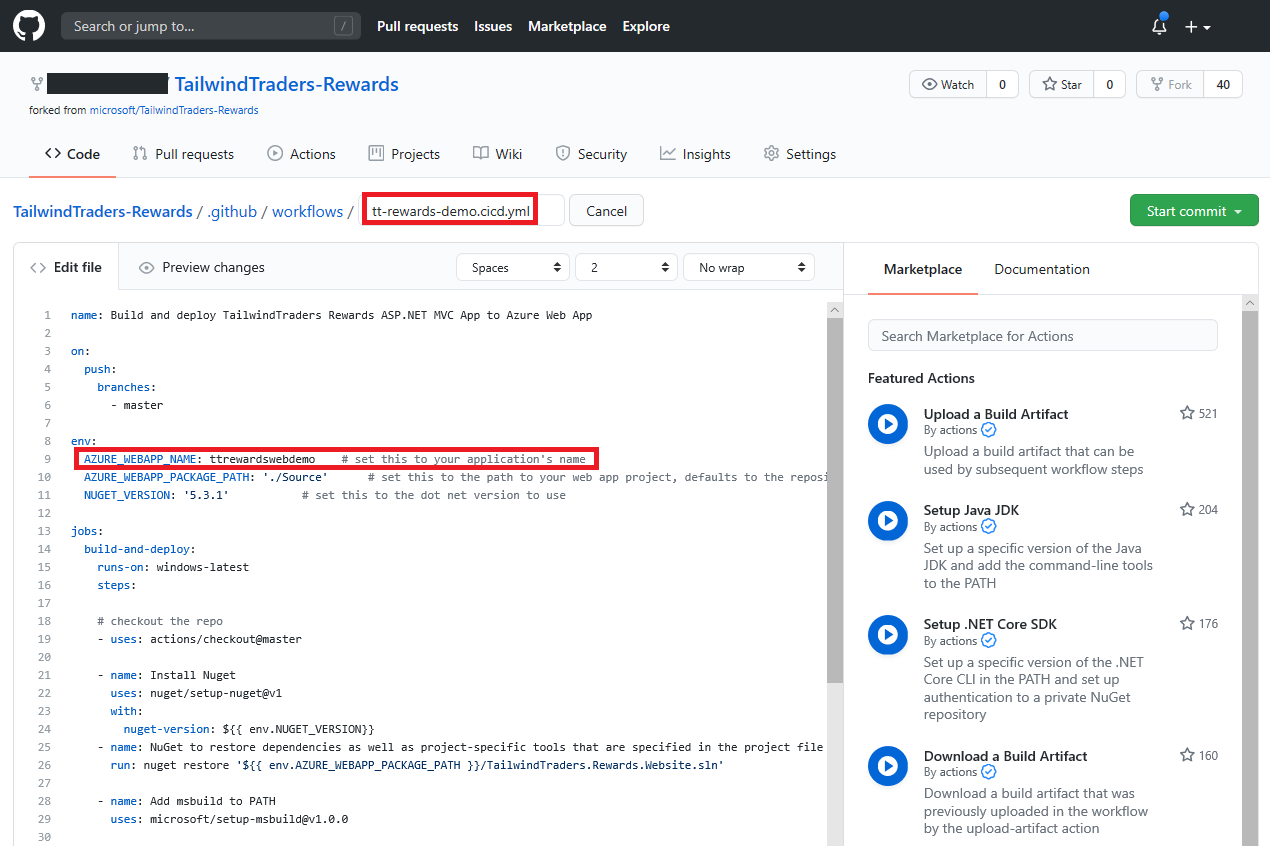 Search or jump to... /
Pull requests Issues Marketplace Explore
TailwindTraders-Rewards
forked from microsoft/TailwindTraders-Rewards
Watch 0 Star 0 Fork 40
Code Pull requests Actions Projects Wiki Security Insights Settings
TailwindTraders-Rewards / .github / workflows / tt-rewards-demo.cicd.yml Cancel Start commit
Edit file Preview changes Spaces 2 No wrap
1 name: Build and deploy TailwindTraders Rewards ASP.NET MVC App to Azure Web App
2
3 on:
4 push:
5 branches:
6 - master
7
8 env:
9 AZURE_WEBAPP_NAME: ttrewardswebdemo # set this to your application's name
10 AZURE_WEBAPP_PACKAGE_PATH: './Source' # set this to the path to your web app project, defaults to the reposi
11 NUGET_VERSION: '5.3.1' # set this to the dot net version to use
12
13 jobs:
14 build-and-deploy:
15 runs-on: windows-latest
16 steps:
17
18 # checkout the repo
19 - uses: actions/checkout@master
20
21 - name: Install Nuget
22 uses: nuget/setup-nuget@v1
23 with:
24 nuget-version: ${{ env.NUGET_VERSION}}
25 - name: NuGet to restore dependencies as well as project-specific tools that are specified in the project file
26 run: nuget restore '${{ env.AZURE_WEBAPP_PACKAGE_PATH }}/TailwindTraders.Rewards.Website.sln'
27
28 - name: Add msbuild to PATH
29 uses: microsoft/setup-msbuild@v1.0.0
30
Marketplace Documentation
Search Marketplace for Actions
Featured Actions
Upload a Build Artifact 521
By actions
Upload a build artifact that can be
used by subsequent workflow steps
Setup Java JDK 204
By actions
Set up a specific version of the Java
JDK and add the command-line tools
to the PATH
Setup .NET Core SDK 176
By actions
Set up a specific version of the .NET
Core CLI in the PATH and set up
authentication to a private NuGet
repository
Download a Build Artifact 160
By actions
Download a build artifact that was
previously uploaded in the workflow
by the upload-artifact action